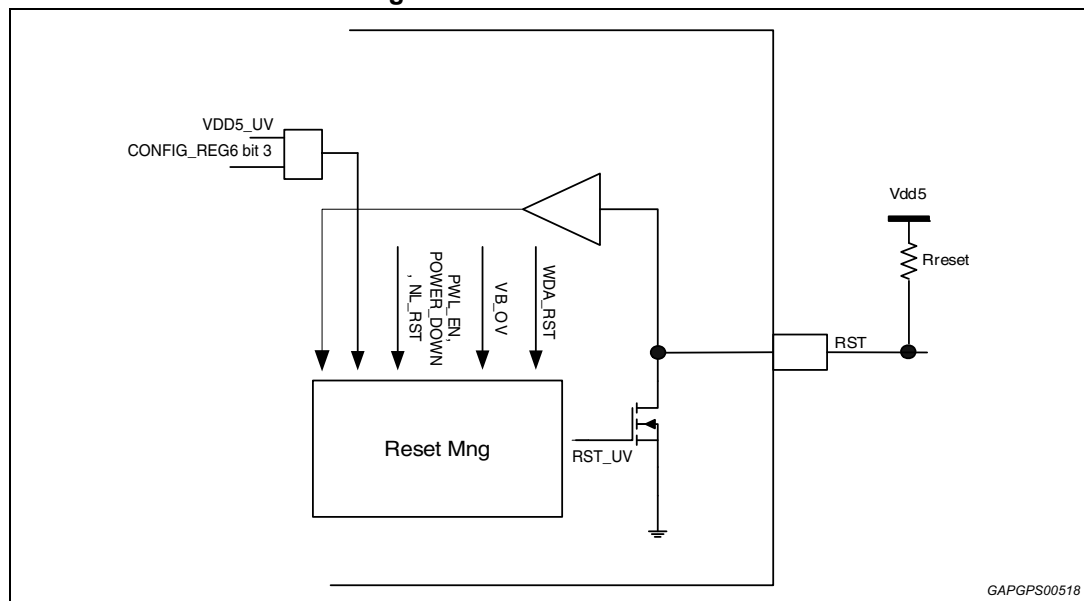 VDD5_UV
CONFIG_REG6 bit 3
Vdd5
Rreset
PWL_EN,
POWER_DOWN
, NL_RST
VB_OV
WDA_RST
RST
Reset Mng
RST_UV
GAPGPS00518